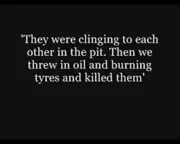 'They were clinging to each
other in the pit. Then we
threw in oil and burning
tyres and killed them'